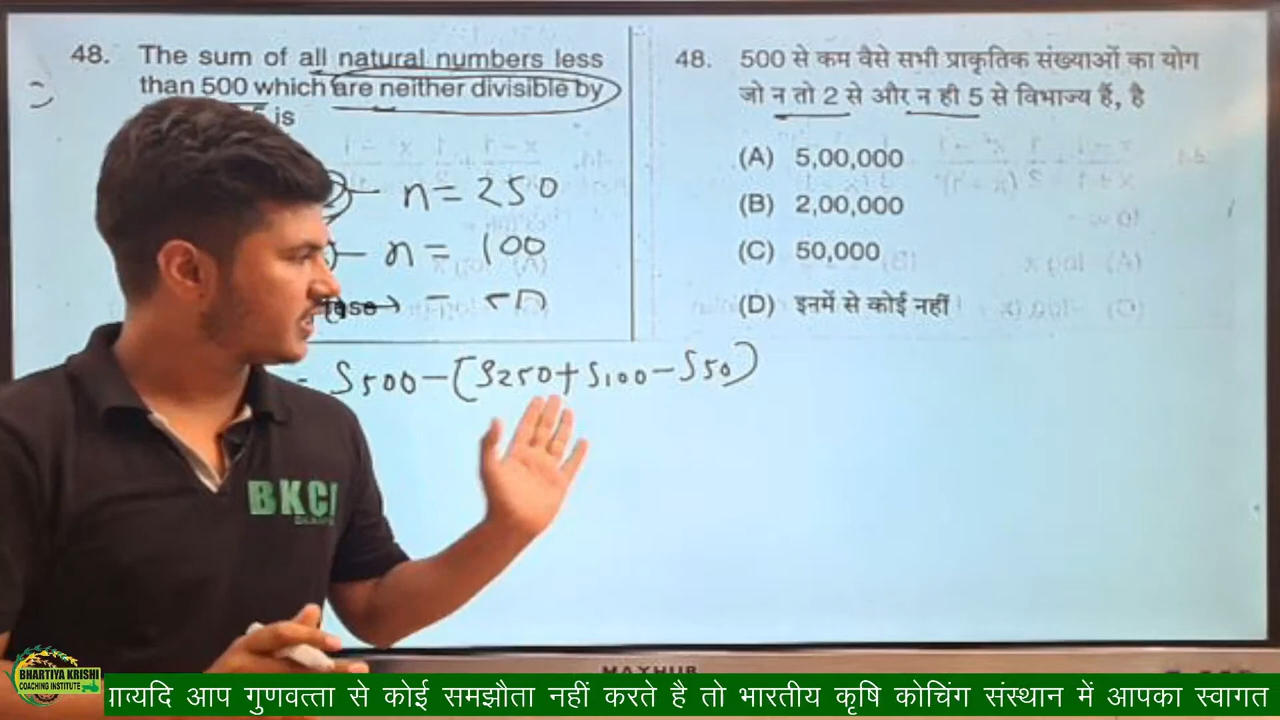 48. The sum of all natural numbers less
than 500 which are neither divisible by
is
n = 250
n = 100
= 50
= S500 - (S250 + S100 - S50)
48. 500 से कम वैसे सभी प्राकृतिक संख्याओं का योग
जो न तो 2 से और न ही 5 से विभाज्य हैं, है
(A) 5,00,000
(B) 2,00,000
(C) 50,000
(D) इनमें से कोई नहीं
BKCI
MAXHUB
BHARTIYA KRISHI
COACHING INSTITUTE
ाग्यदि आप गुणवत्ता से कोई समझौता नहीं करते है तो भारतीय कृषि कोचिंग संस्थान में आपका स्वागत